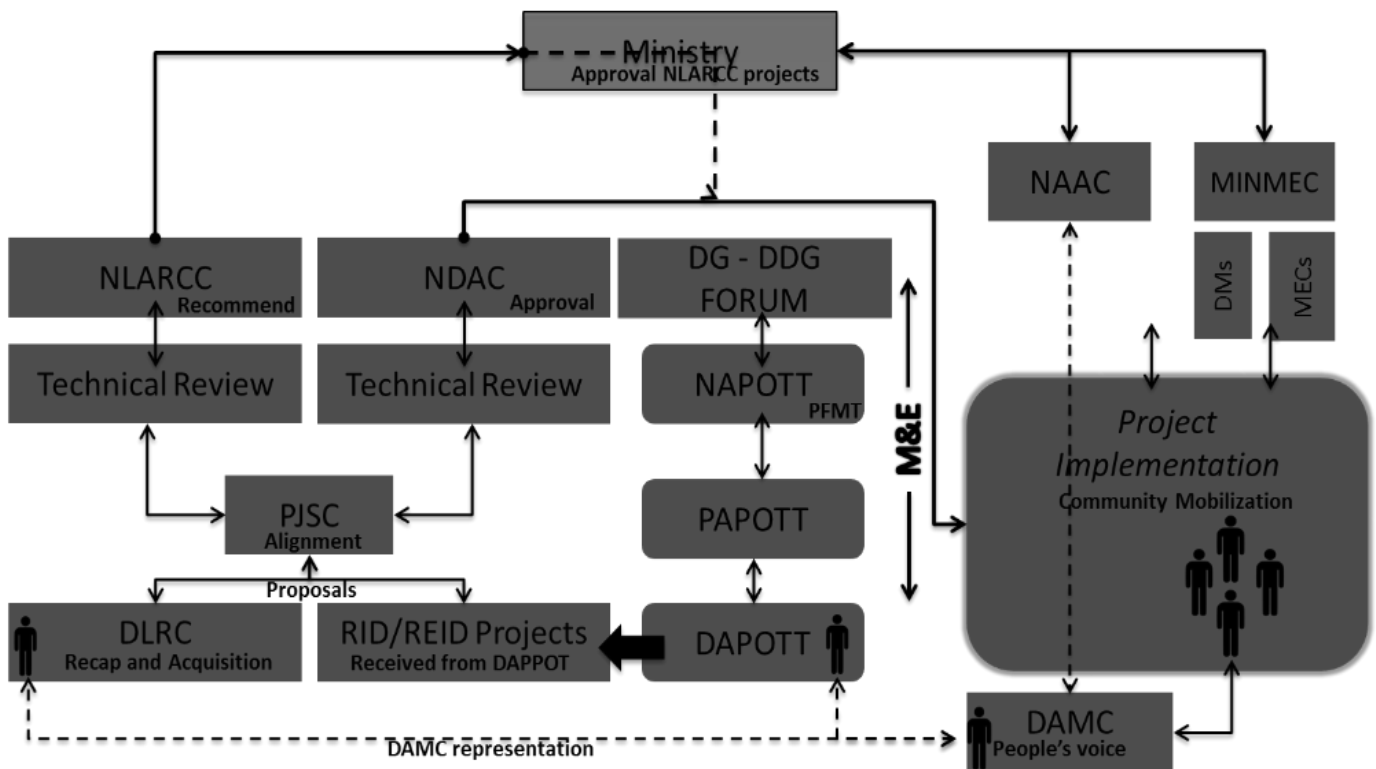 Ministry
Approval NLARCC projects
NAAC
MINMEC
NLARCC
Recommend
NDAC
Approval
DG - DDG
FORUM
DMs
MECs
Technical Review
Technical Review
NAPOTT
PFMT
M&E
Project
Implementation
Community Mobilization
PJSC
Alignment
PAPOTT
Proposals
DLRC
Recap and Acquisition
RID/REID Projects
Received from DAPPOT
DAPOTT
DAMC
People's voice
DAMC representation